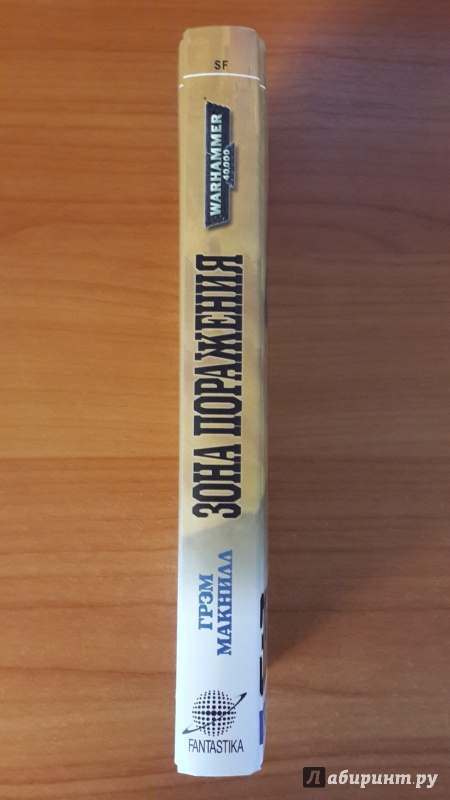 SF
WARHAMMER
40,000
ЗОНА ПОРАЖЕНИЯ
ГРЭМ
МАКНИЛЛ
FANTASTIKA
Лабиринт.ру